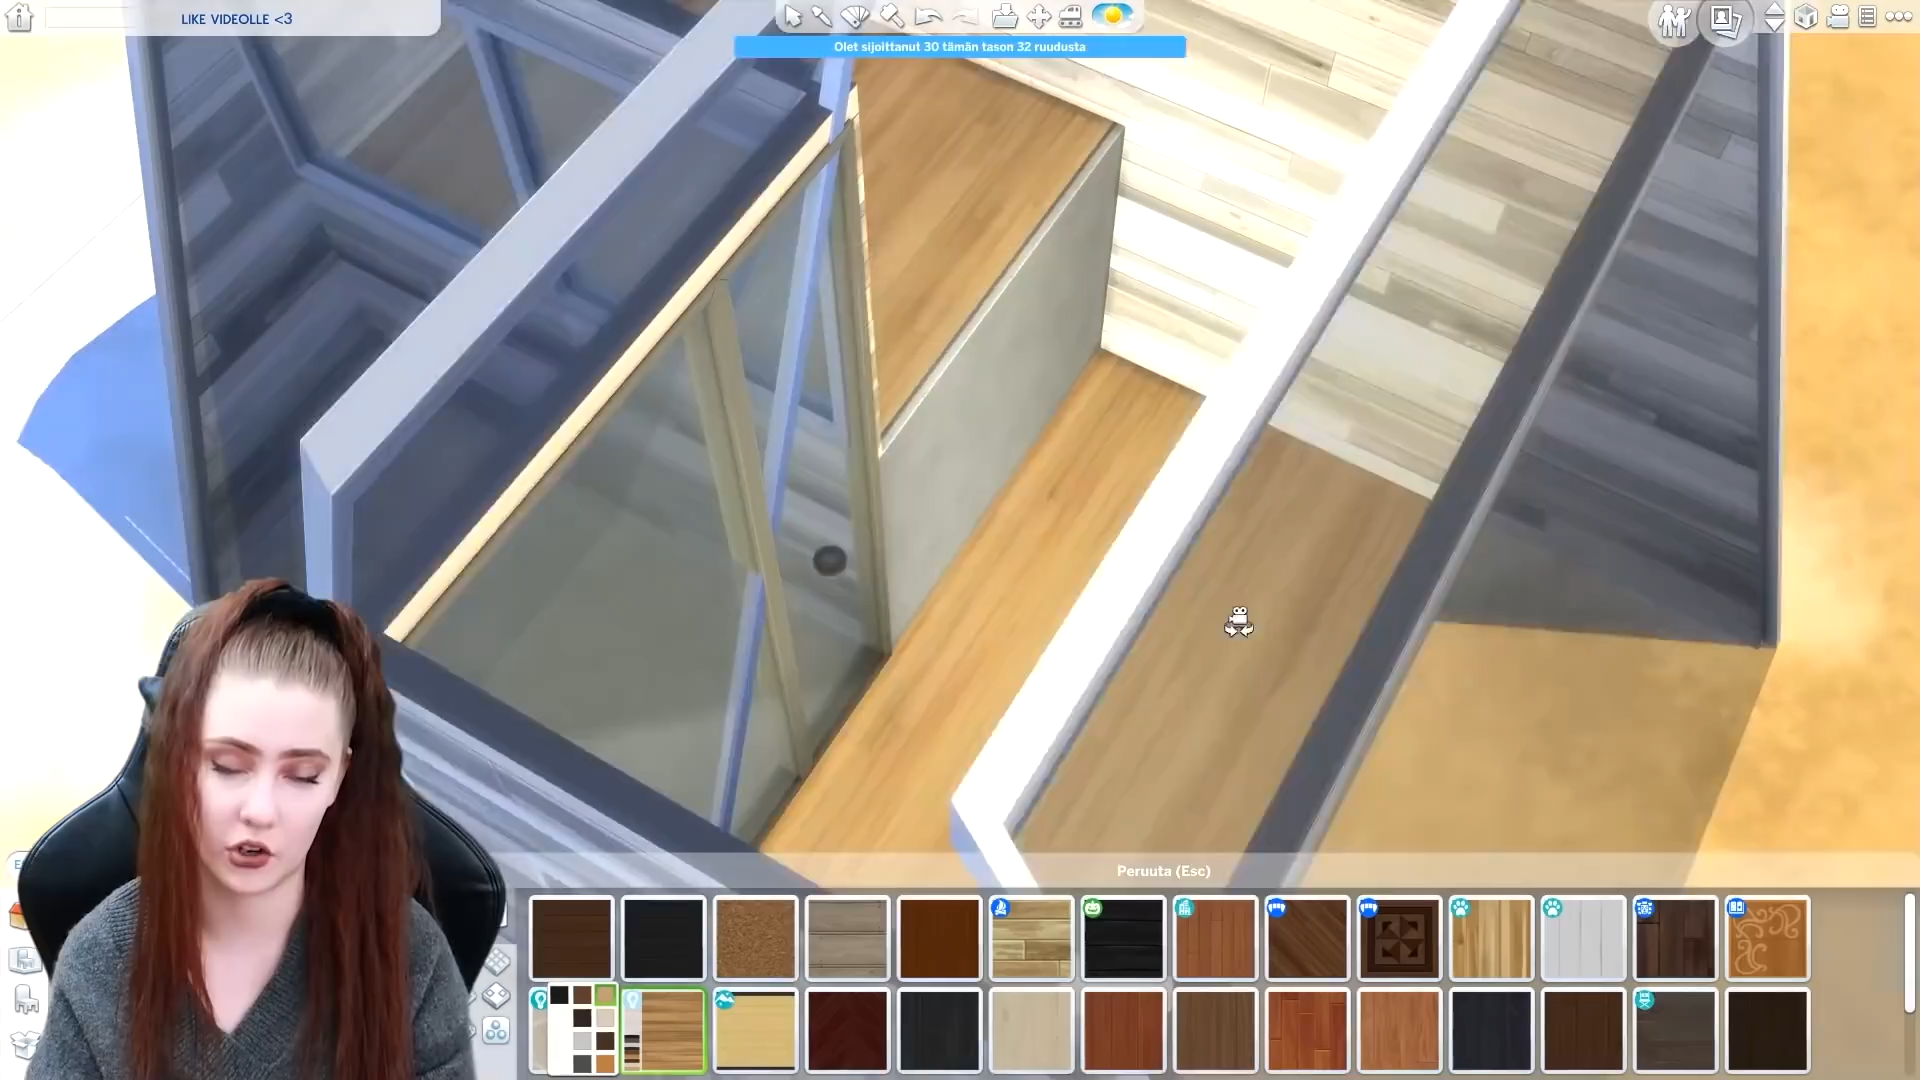 LIKE VIDEOLLE <3
Olet sijoittanut 30 tämän tason 32 ruudusta
Peruuta (Esc)